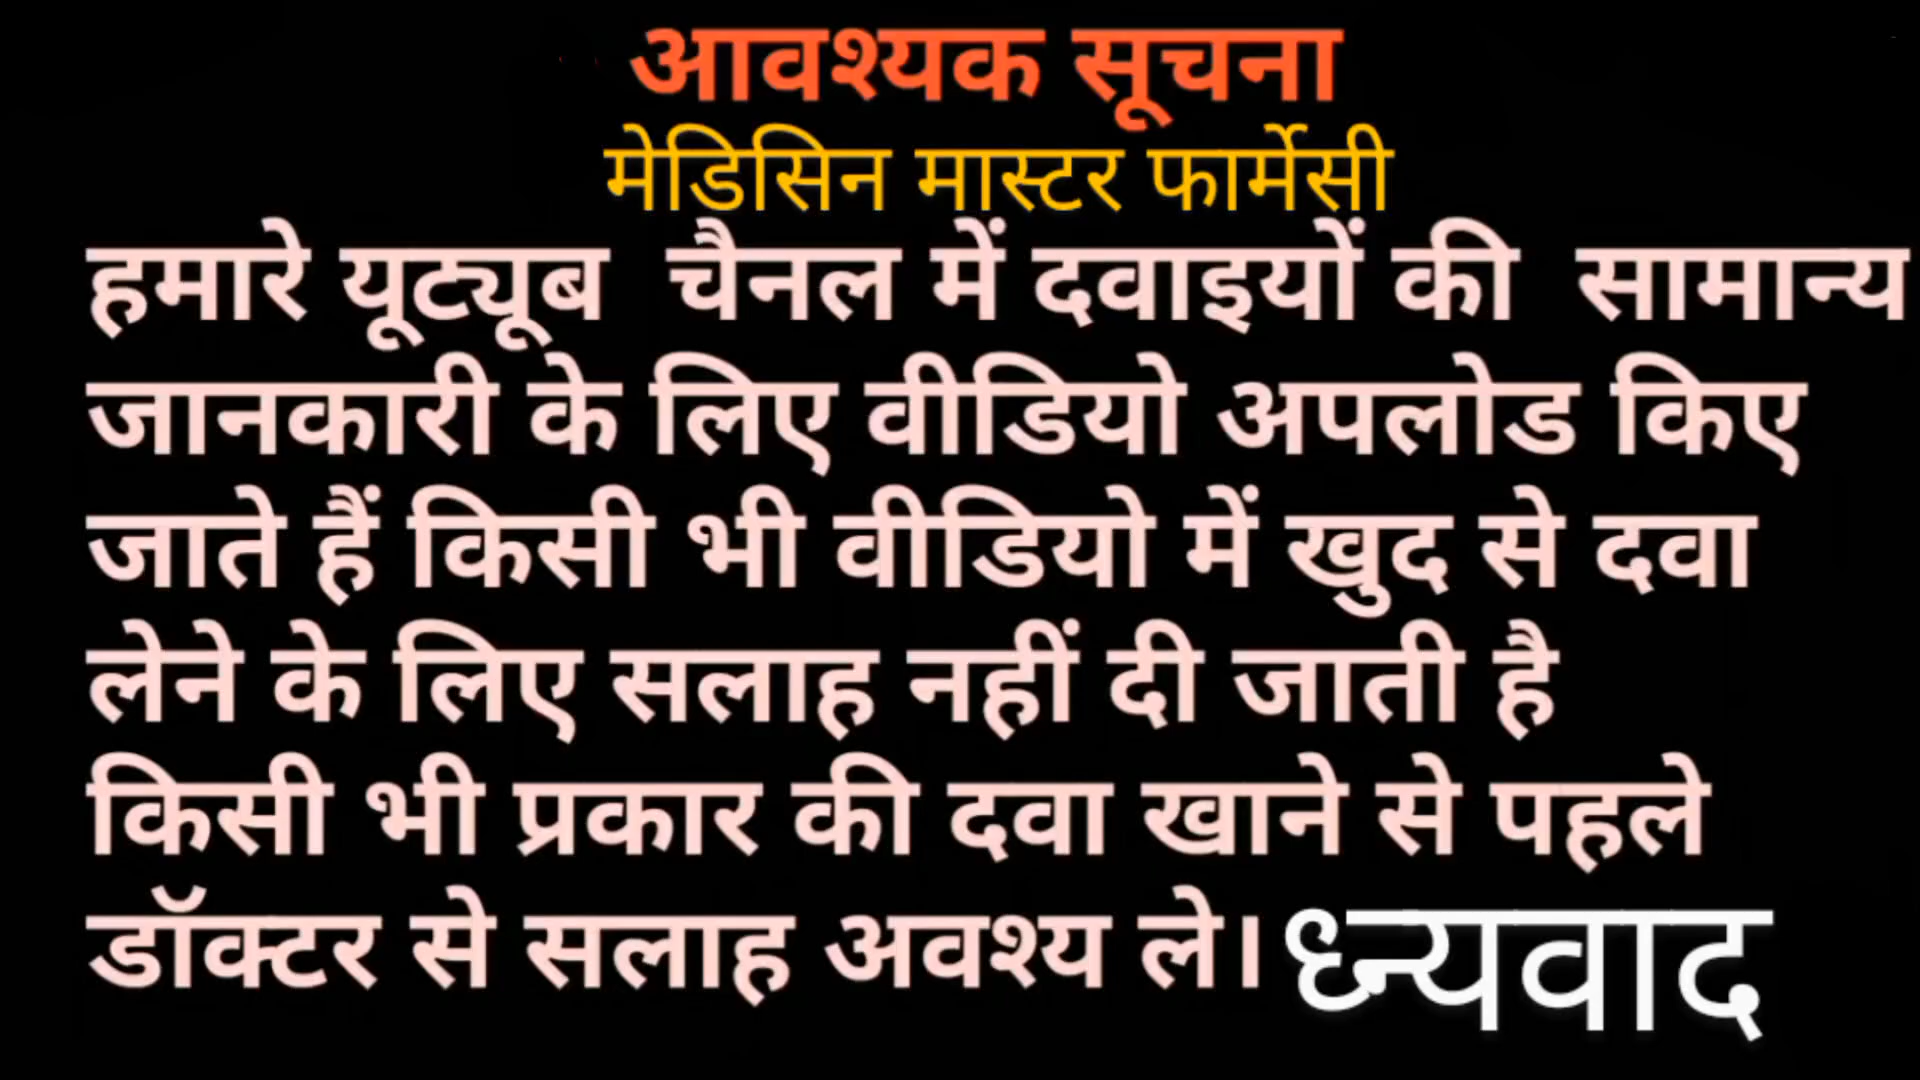 आवश्यक सूचना
मेडिसिन मास्टर फार्मेसी
हमारे यूट्यूब चैनल में दवाइयों की सामान्य
जानकारी के लिए वीडियो अपलोड किए
जाते हैं किसी भी वीडियो में खुद से दवा
लेने के लिए सलाह नहीं दी जाती है
किसी भी प्रकार की दवा खाने से पहले
डॉक्टर से सलाह अवश्य ले। ध्न्यवाद